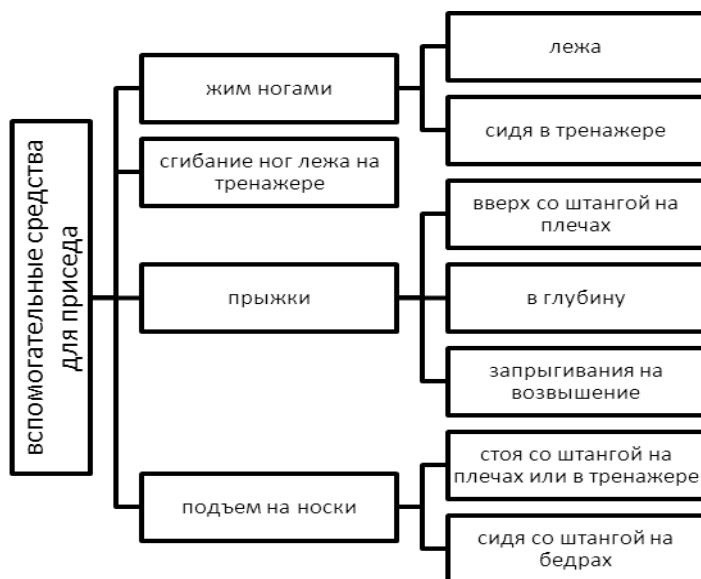 вспомогательные средства
для приседа
жим ногами
лежа
сидя в тренажере
сгибание ног лежа на
тренажере
прыжки
вверх со штангой на
плечах
в глубину
запрыгивания на
возвышение
подъем на носки
стоя со штангой на
плечах или в тренажере
сидя со штангой на
бедрах